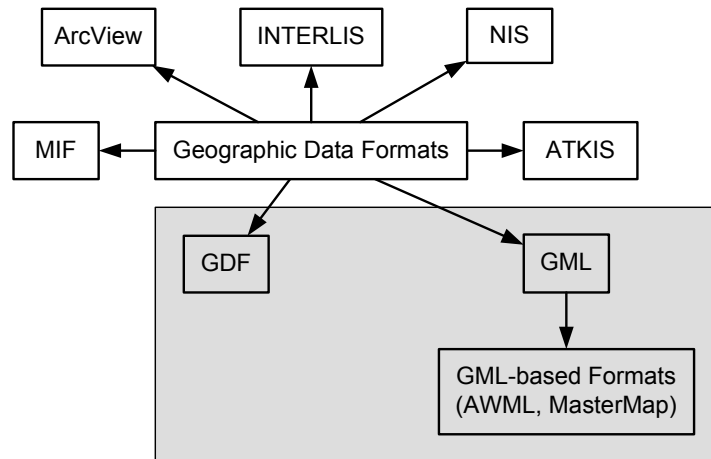 ArcView
INTERLIS
NIS
MIF
Geographic Data Formats
ATKIS
GDF
GML
GML-based Formats
(AWML, MasterMap)